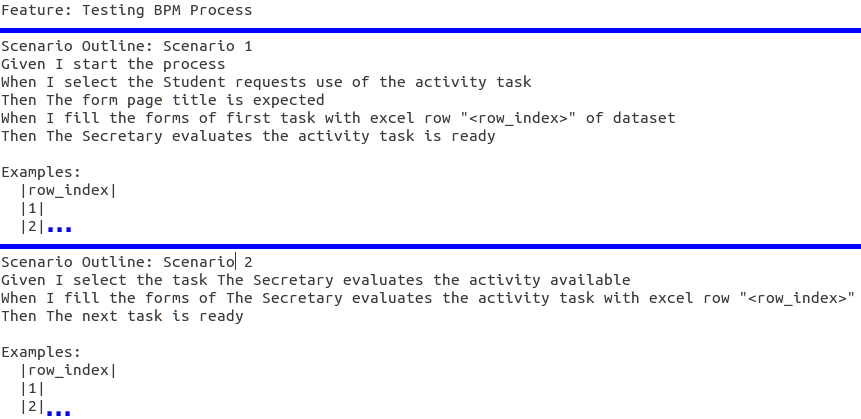 Feature: Testing BPM Process
Scenario Outline: Scenario 1
Given I start the process
When I select the Student requests use of the activity task
Then The form page title is expected
When I fill the forms of first task with excel row "<row_index>" of dataset
Then The Secretary evaluates the activity task is ready
Examples:
|row_index|
|1|
|2|...
Scenario Outline: Scenario 2
Given I select the task The Secretary evaluates the activity available
When I fill the forms of The Secretary evaluates the activity task with excel row "<row_index>"
Then The next task is ready
Examples:
|row_index|
|1|
|2|...